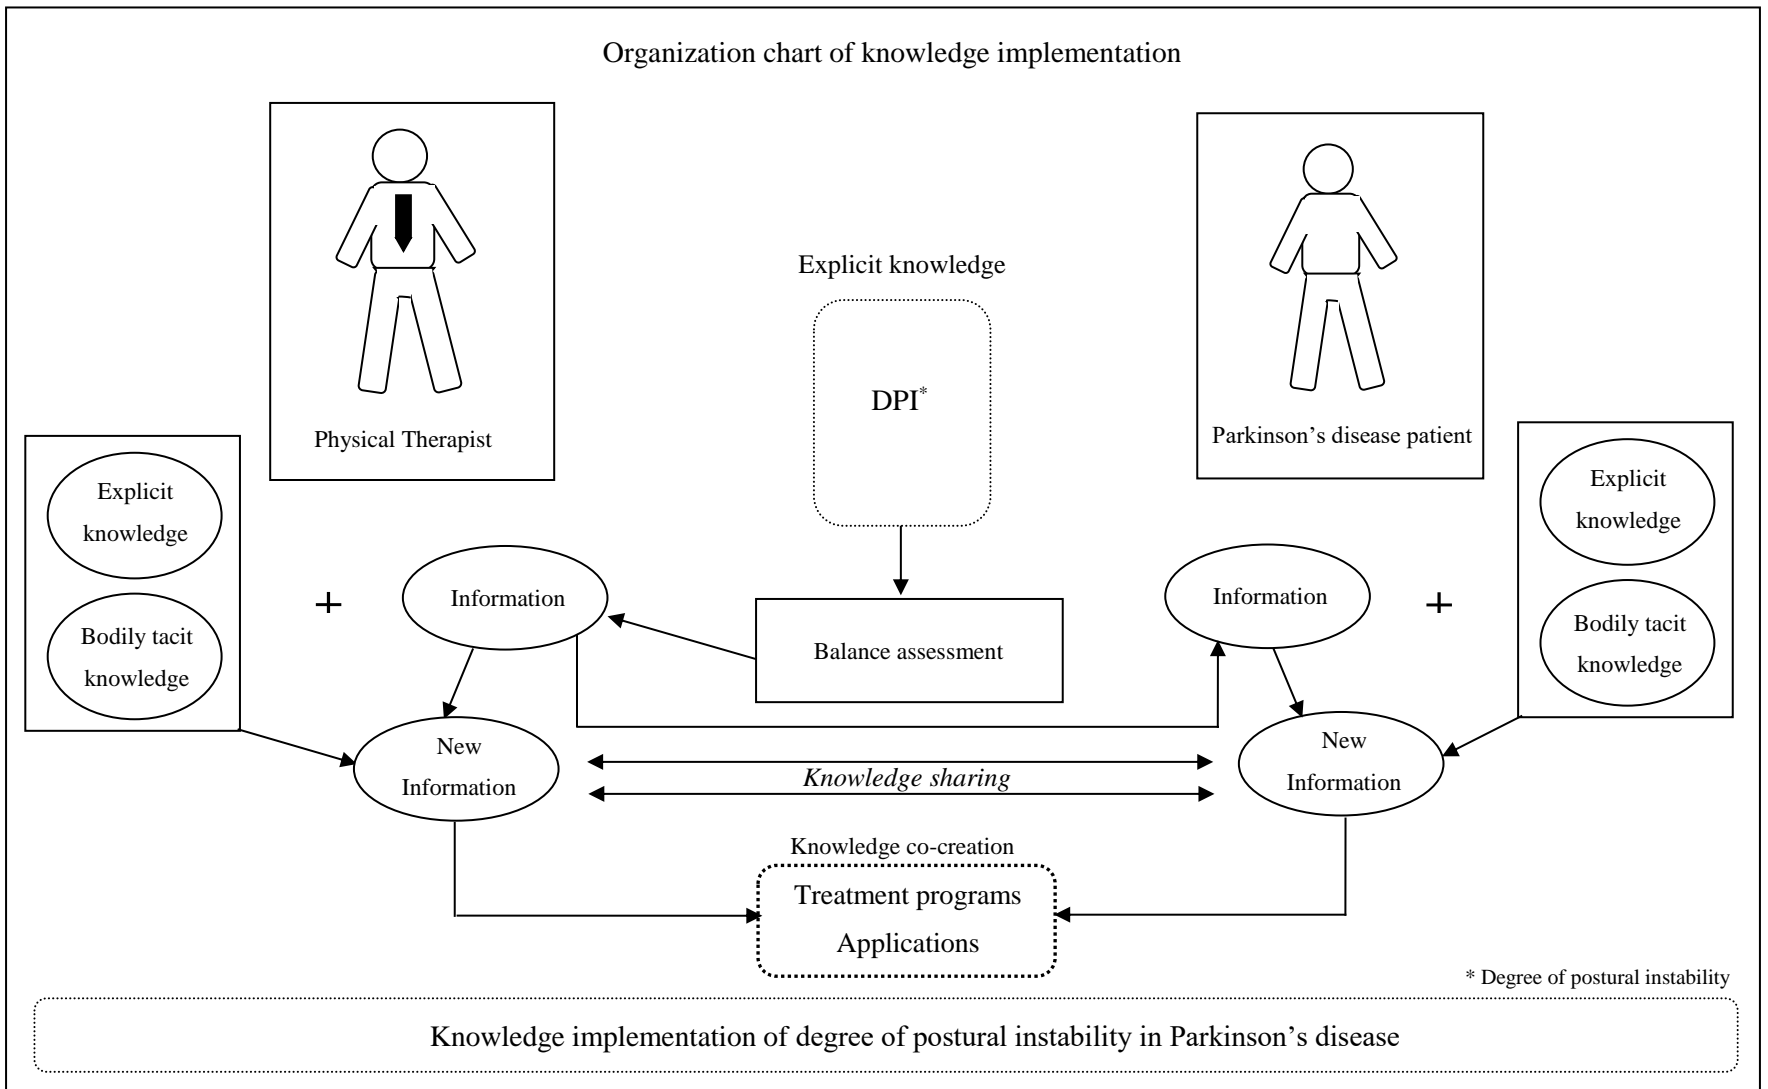 Organization chart of knowledge implementation
Physical Therapist
Explicit knowledge
DPI*
Parkinson’s disease patient
Explicit
knowledge
Bodily tacit
knowledge
+
Information
Balance assessment
Information
+
Explicit
knowledge
Bodily tacit
knowledge
New
Information
Knowledge sharing
New
Information
Knowledge co-creation
Treatment programs
Applications
* Degree of postural instability
Knowledge implementation of degree of postural instability in Parkinson’s disease